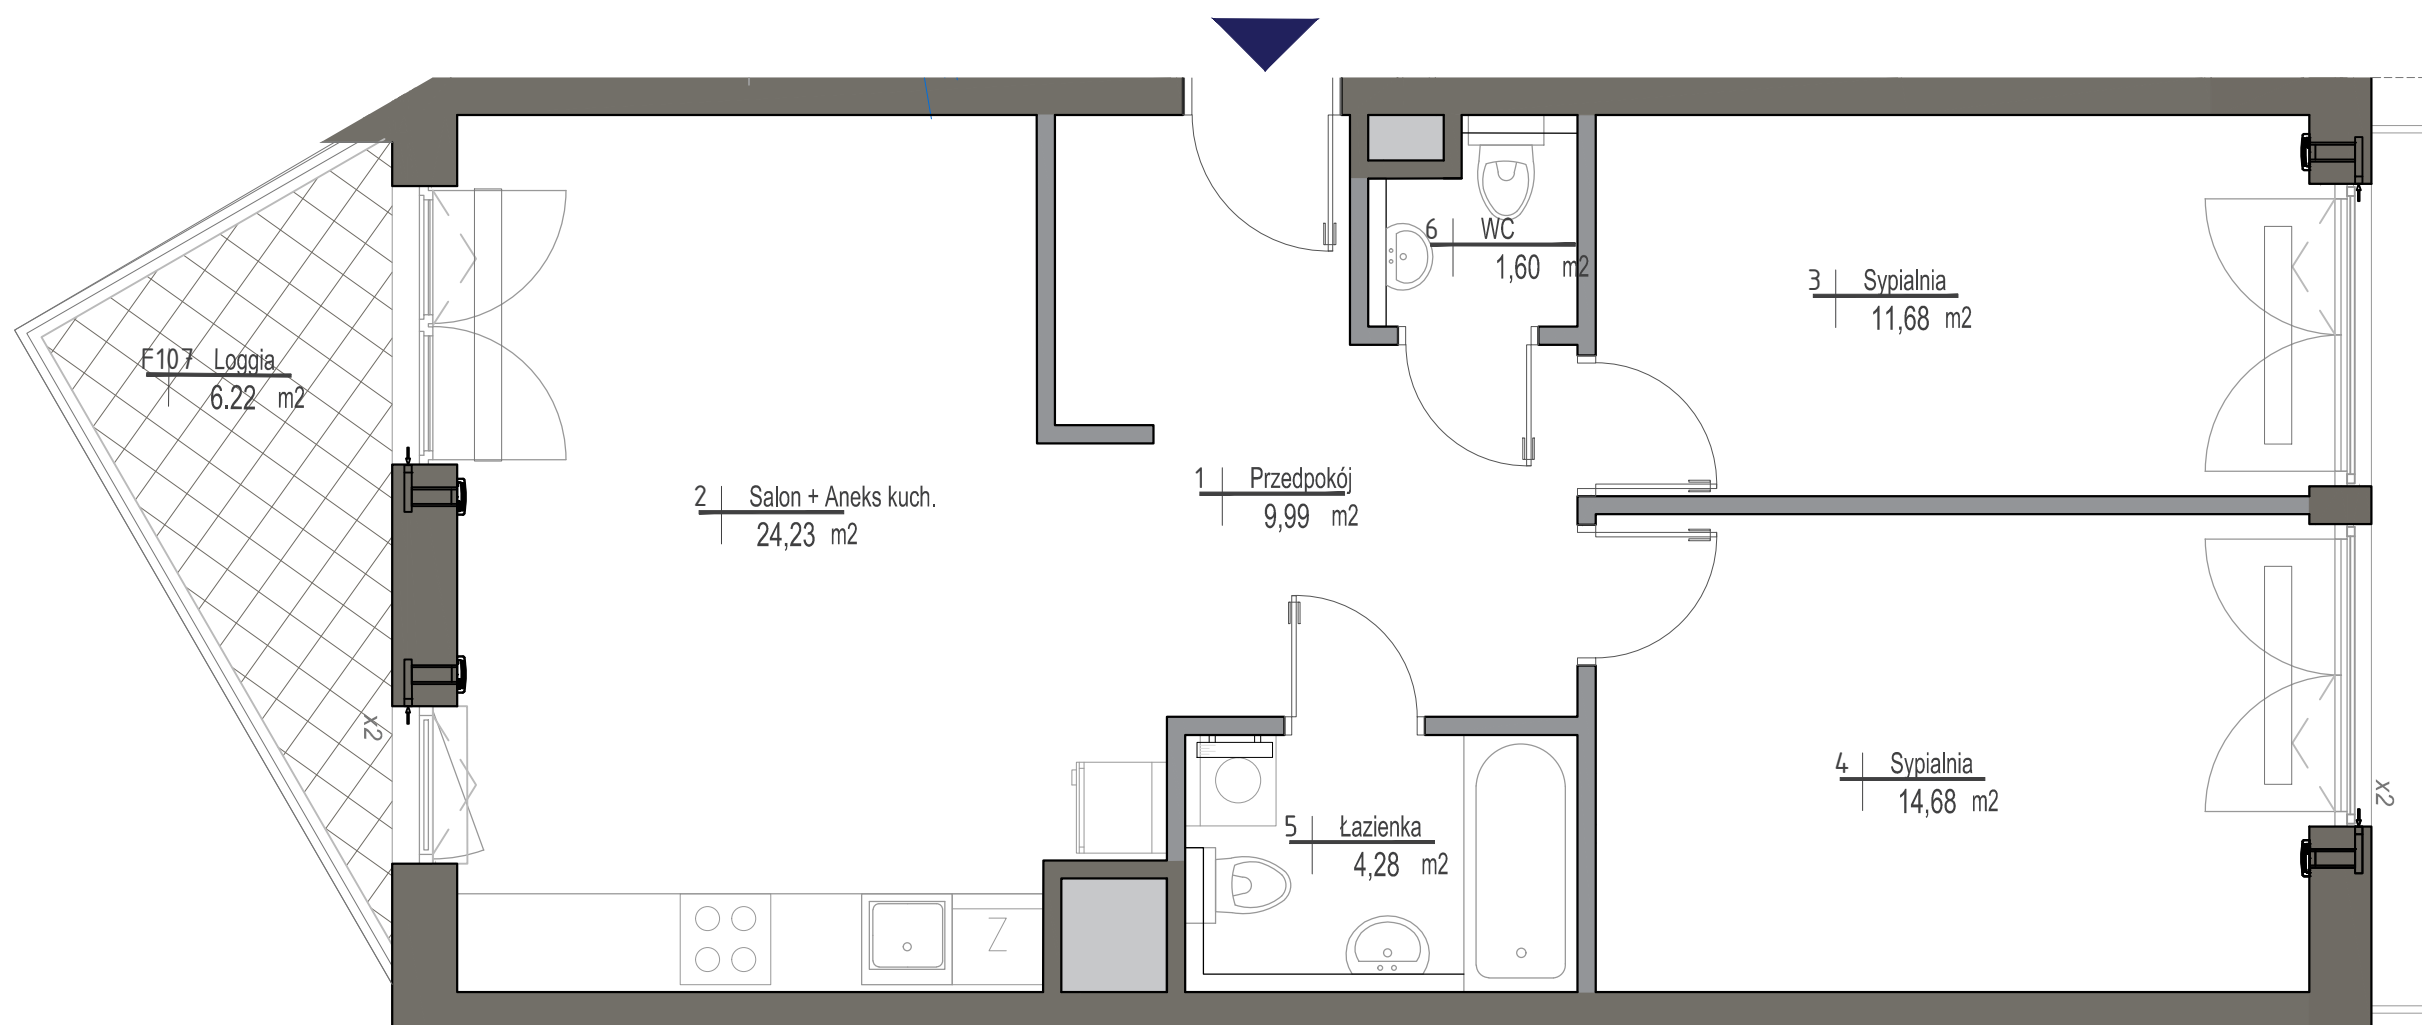 6 WC
1,60 m2
3 Sypialnia
11,68 m2
F107 Loggia
6.22 m2
1 Przedpokój
9,99 m2
2 Salon + Aneks kuch.
24,23 m2
x2
4 Sypialnia
14,68 m2
x2
5 Łazienka
4,28 m2
Z